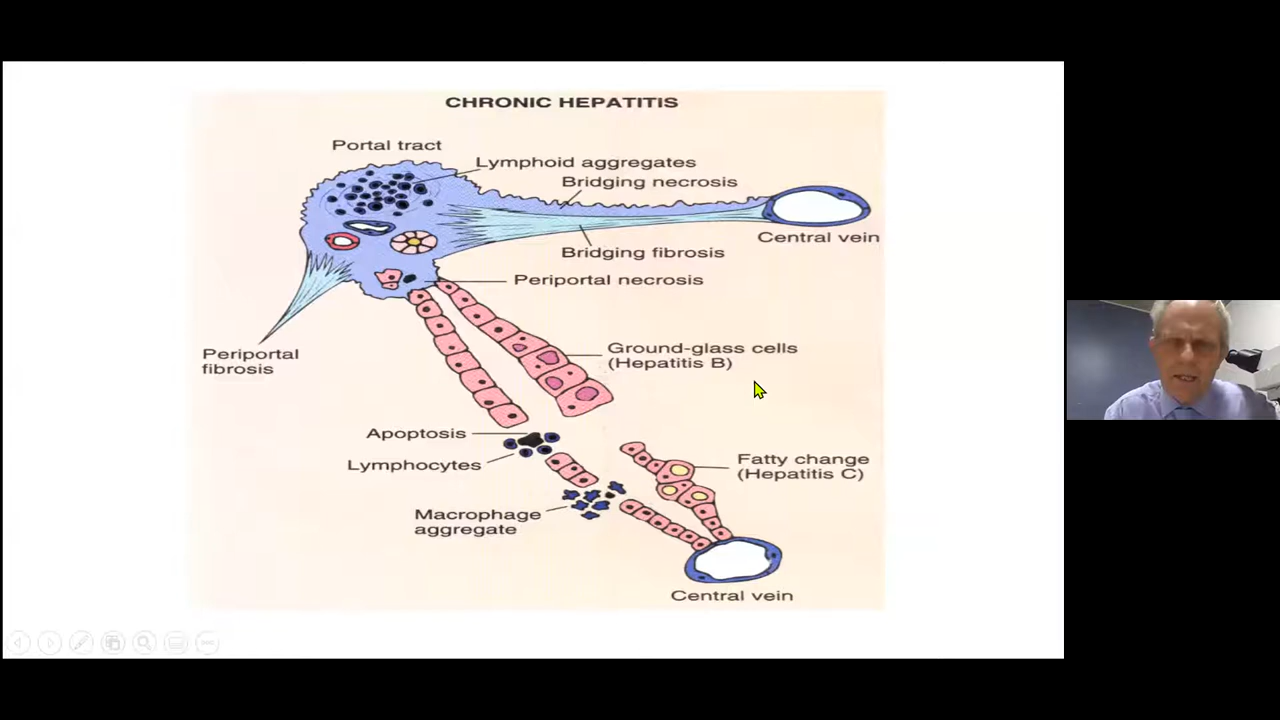 CHRONIC HEPATITIS
Portal tract
Lymphoid aggregates
Bridging necrosis
Central vein
Bridging fibrosis
Periportal necrosis
Periportal
fibrosis
Ground-glass cells
(Hepatitis B)
Apoptosis
Lymphocytes
Fatty change
(Hepatitis C)
Macrophage
aggregate
Central vein